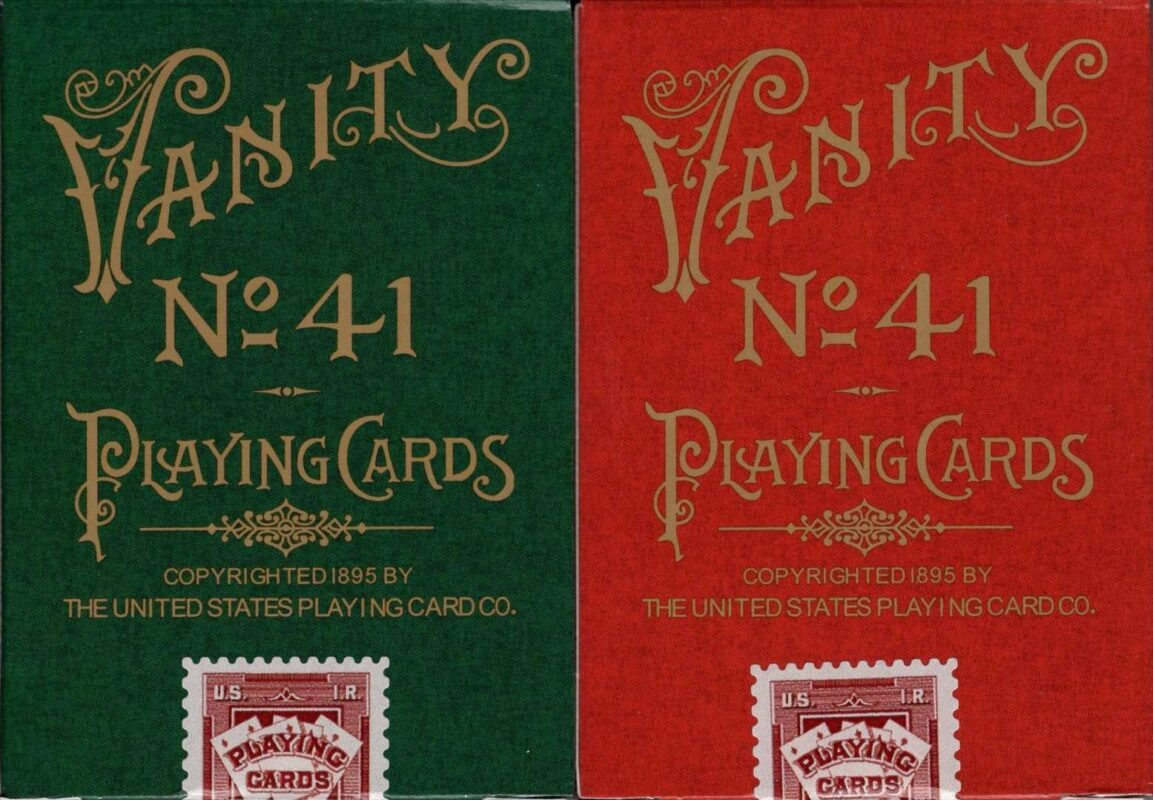 VANITY
No 41
PLAYING CARDS
COPYRIGHTED 1895 BY
THE UNITED STATES PLAYING CARD CO.
U.S. I.R.
PLAYING
CARDS
VANITY
No 41
PLAYING CARDS
COPYRIGHTED 1895 BY
THE UNITED STATES PLAYING CARD CO.
U.S. I.R.
PLAYING
CARDS